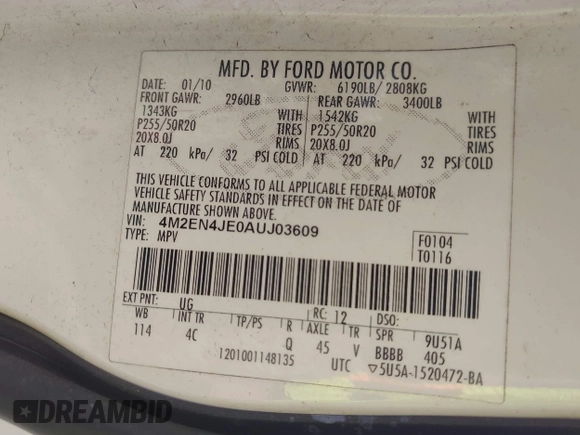 MFD. BY FORD MOTOR CO.
DATE: 01/10 GVWR: 6190LB/ 2808KG
FRONT GAWR: 2960LB REAR GAWR: 3400LB
1343KG WITH 1542KG WITH
P255/50R20 TIRES P255/50R20 TIRES
20X8.0J RIMS 20X8.0J RIMS
AT 220 kPa/ 32 PSI COLD AT 220 kPa/ 32 PSI COLD
THIS VEHICLE CONFORMS TO ALL APPLICABLE FEDERAL MOTOR
VEHICLE SAFETY STANDARDS IN EFFECT ON THE DATE OF
MANUFACTURE SHOWN ABOVE.
VIN: 4M2EN4JE0AUJ03609 F0104
TYPE: MPV T0116
EXT PNT: UG RC: 12 DSO:
WB INT TR TP/PS R AXLE TR SPR 9U51A
114 4C Q 45 V BBBB 405
1201001148135 UTC ▽5U5A-1520472-BA
DREAMBID